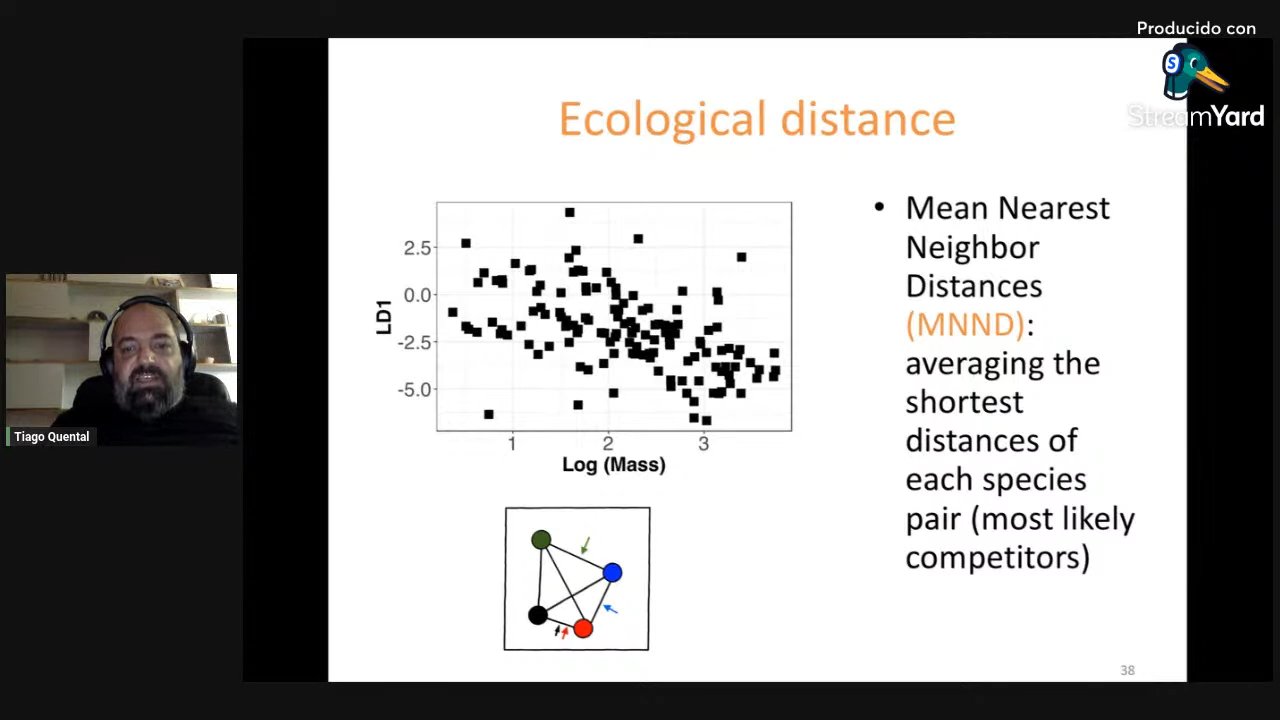 Producido con
StreamYard
Ecological distance
2.5
0.0
-2.5
-5.0
LD1
1 2 3
Log (Mass)
• Mean Nearest
Neighbor
Distances
(MNND):
averaging the
shortest
distances of
each species
pair (most likely
competitors)
Tiago Quental
38